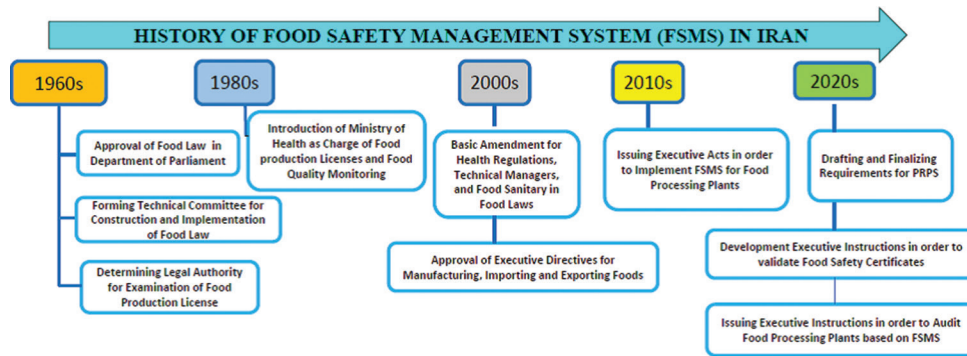 HISTORY OF FOOD SAFETY MANAGEMENT SYSTEM (FSMS) IN IRAN
1960s
Approval of Food Law in
Department of Parliament
Forming Technical Committee for
Construction and Implementation
of Food Law
Determining Legal Authority
for Examination of Food
Production License
1980s
Introduction of Ministry of
Health as Charge of Food
production Licenses and Food
Quality Monitoring
2000s
Basic Amendment for
Health Regulations,
Technical Managers,
and Food Sanitary in
Food Laws
Approval of Executive Directives for
Manufacturing, Importing and Exporting Foods
2010s
Issuing Executive Acts in order
to Implement FSMS for Food
Processing Plants
2020s
Drafting and Finalizing
Requirements for PRPS
Development Executive Instructions in order to
validate Food Safety Certificates
Issuing Executive Instructions in order to Audit
Food Processing Plants based on FSMS